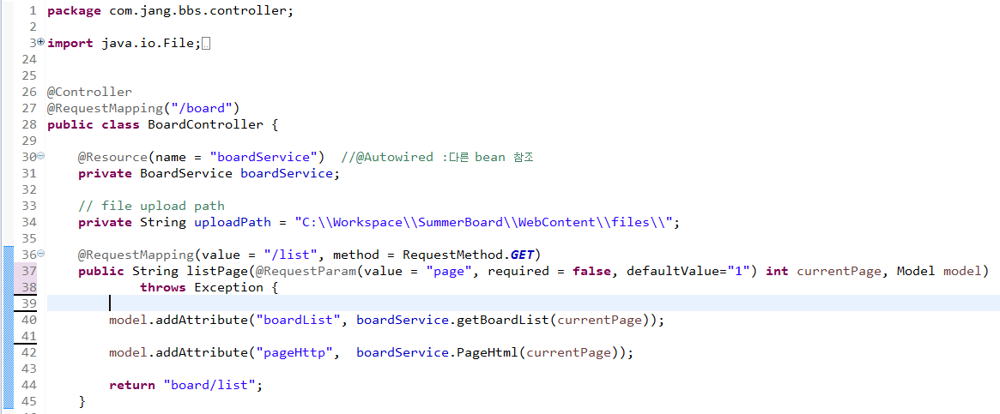 1 package com.jang.bbs.controller;
2
3 import java.io.File;
24
25
26 @Controller
27 @RequestMapping("/board")
28 public class BoardController {
29
30 @Resource(name = "boardService")  //@Autowired :다른 bean 참조
31 private BoardService boardService;
32
33 // file upload path
34 private String uploadPath = "C:\\Workspace\\SummerBoard\\WebContent\\files\\";
35
36 @RequestMapping(value = "/list", method = RequestMethod.GET)
37 public String listPage(@RequestParam(value = "page", required = false, defaultValue="1") int currentPage, Model model)
38 throws Exception {
39
40 model.addAttribute("boardList", boardService.getBoardList(currentPage));
41
42 model.addAttribute("pageHttp",  boardService.PageHtml(currentPage));
43
44 return "board/list";
45 }